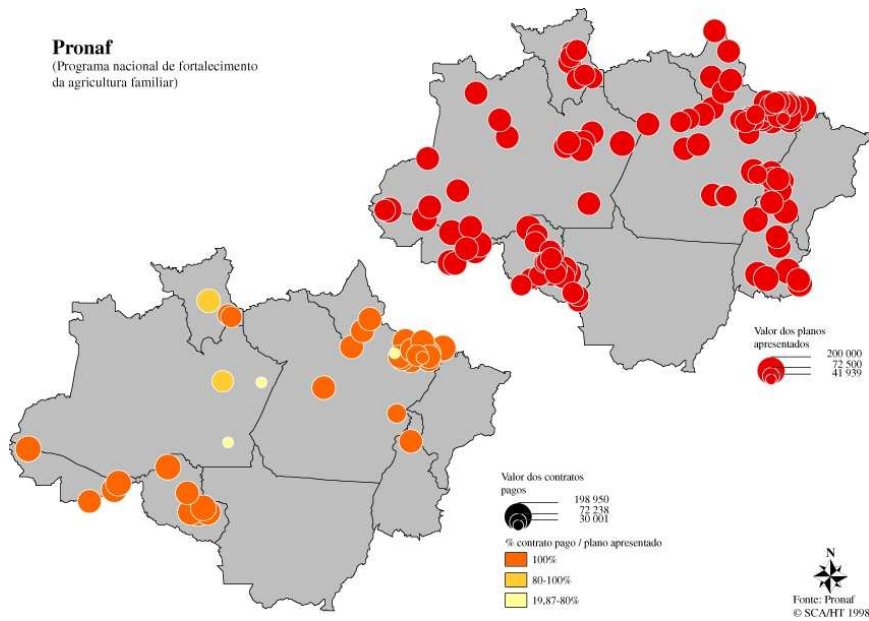 Pronaf
(Programa nacional de fortalecimento
da agricultura familiar)
Valor dos planos
apresentados
200 000
72 500
41 939
Valor dos contratos
pagos
198 950
72 238
30 001
% contrato pago / plano apresentado
100%
80-100%
19,87-80%
N
Fonte: Pronaf
© SCA/HT 1998